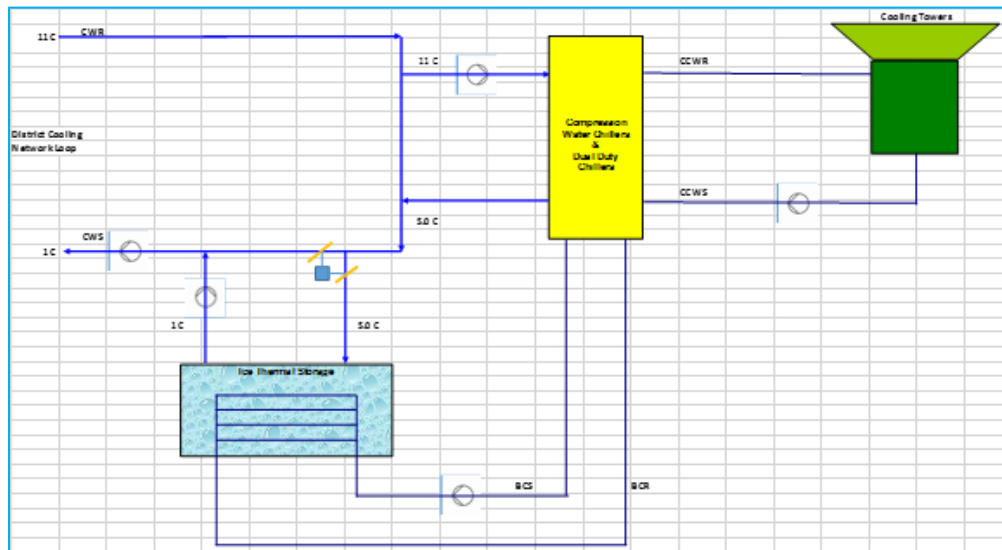 Cooling Towers
11 C
CWR
11 C
CCWR
District Cooling
Network Loop
Compression
Water Chillers
&
Dual Duty
Chillers
CCWS
5.0 C
CWS
1 C
1 C
5.0 C
Ice Thermal Storage
BCS
BCR